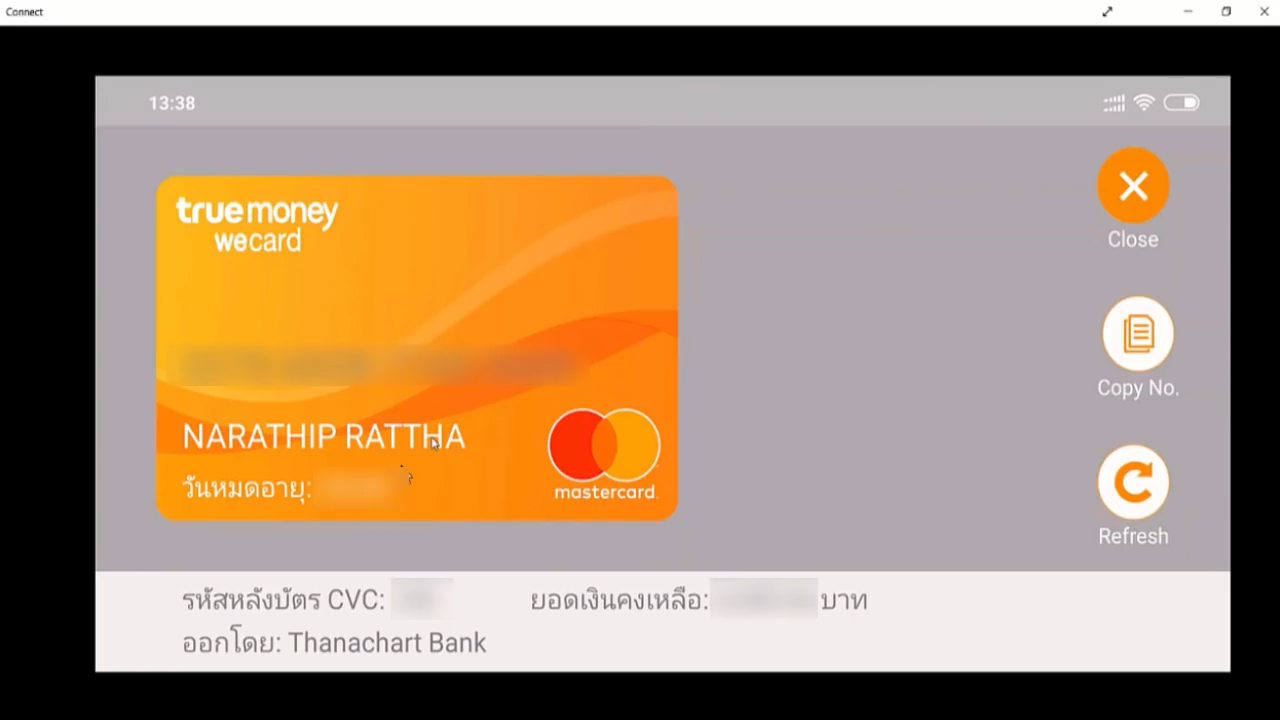 Connect
13:38
truemoney
wecard
NARATHIP RATTHA
วันหมดอายุ:
mastercard.
Close
Copy No.
Refresh
รหัสหลังบัตร CVC:
ยอดเงินคงเหลือ: บาท
ออกโดย: Thanachart Bank